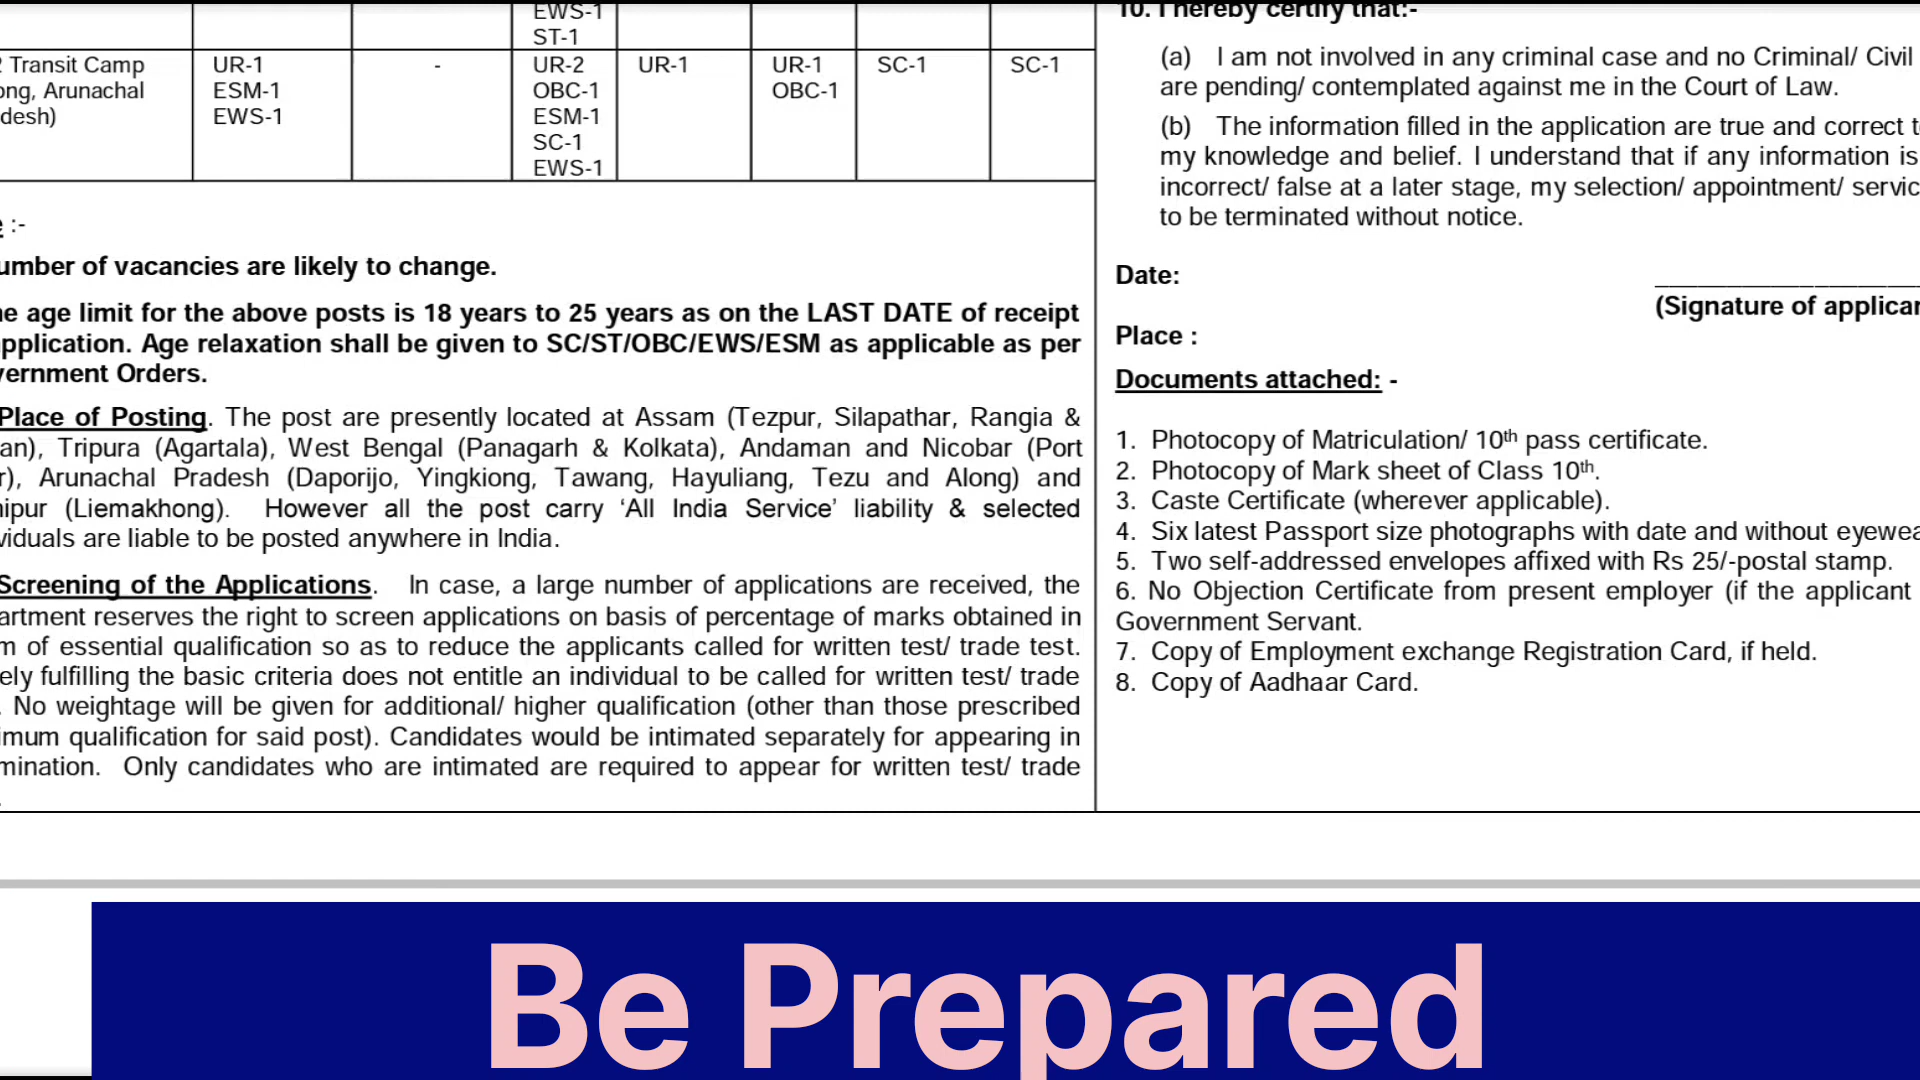 EWS-1
ST-1
Transit Camp UR-1 - UR-2 UR-1 UR-1 SC-1 SC-1
ong, Arunachal ESM-1 OBC-1 OBC-1
desh) EWS-1 ESM-1
SC-1
EWS-1
:-
umber of vacancies are likely to change.
e age limit for the above posts is 18 years to 25 years as on the LAST DATE of receipt
pplication. Age relaxation shall be given to SC/ST/OBC/EWS/ESM as applicable as per
vernment Orders.
Place of Posting. The post are presently located at Assam (Tezpur, Silapathar, Rangia &
an), Tripura (Agartala), West Bengal (Panagarh & Kolkata), Andaman and Nicobar (Port
r), Arunachal Pradesh (Daporijo, Yingkiong, Tawang, Hayuliang, Tezu and Along) and
nipur (Liemakhong). However all the post carry ‘All India Service’ liability & selected
viduals are liable to be posted anywhere in India.
Screening of the Applications. In case, a large number of applications are received, the
artment reserves the right to screen applications on basis of percentage of marks obtained in
m of essential qualification so as to reduce the applicants called for written test/ trade test.
ely fulfilling the basic criteria does not entitle an individual to be called for written test/ trade
. No weightage will be given for additional/ higher qualification (other than those prescribed
imum qualification for said post). Candidates would be intimated separately for appearing in
mination. Only candidates who are intimated are required to appear for written test/ trade
10. I hereby certify that:-
(a) I am not involved in any criminal case and no Criminal/ Civil
are pending/ contemplated against me in the Court of Law.
(b) The information filled in the application are true and correct t
my knowledge and belief. I understand that if any information is
incorrect/ false at a later stage, my selection/ appointment/ servic
to be terminated without notice.
Date:
(Signature of applican
Place :
Documents attached: -
1. Photocopy of Matriculation/ 10th pass certificate.
2. Photocopy of Mark sheet of Class 10th.
3. Caste Certificate (wherever applicable).
4. Six latest Passport size photographs with date and without eyewea
5. Two self-addressed envelopes affixed with Rs 25/-postal stamp.
6. No Objection Certificate from present employer (if the applicant
Government Servant.
7. Copy of Employment exchange Registration Card, if held.
8. Copy of Aadhaar Card.
Be Prepared